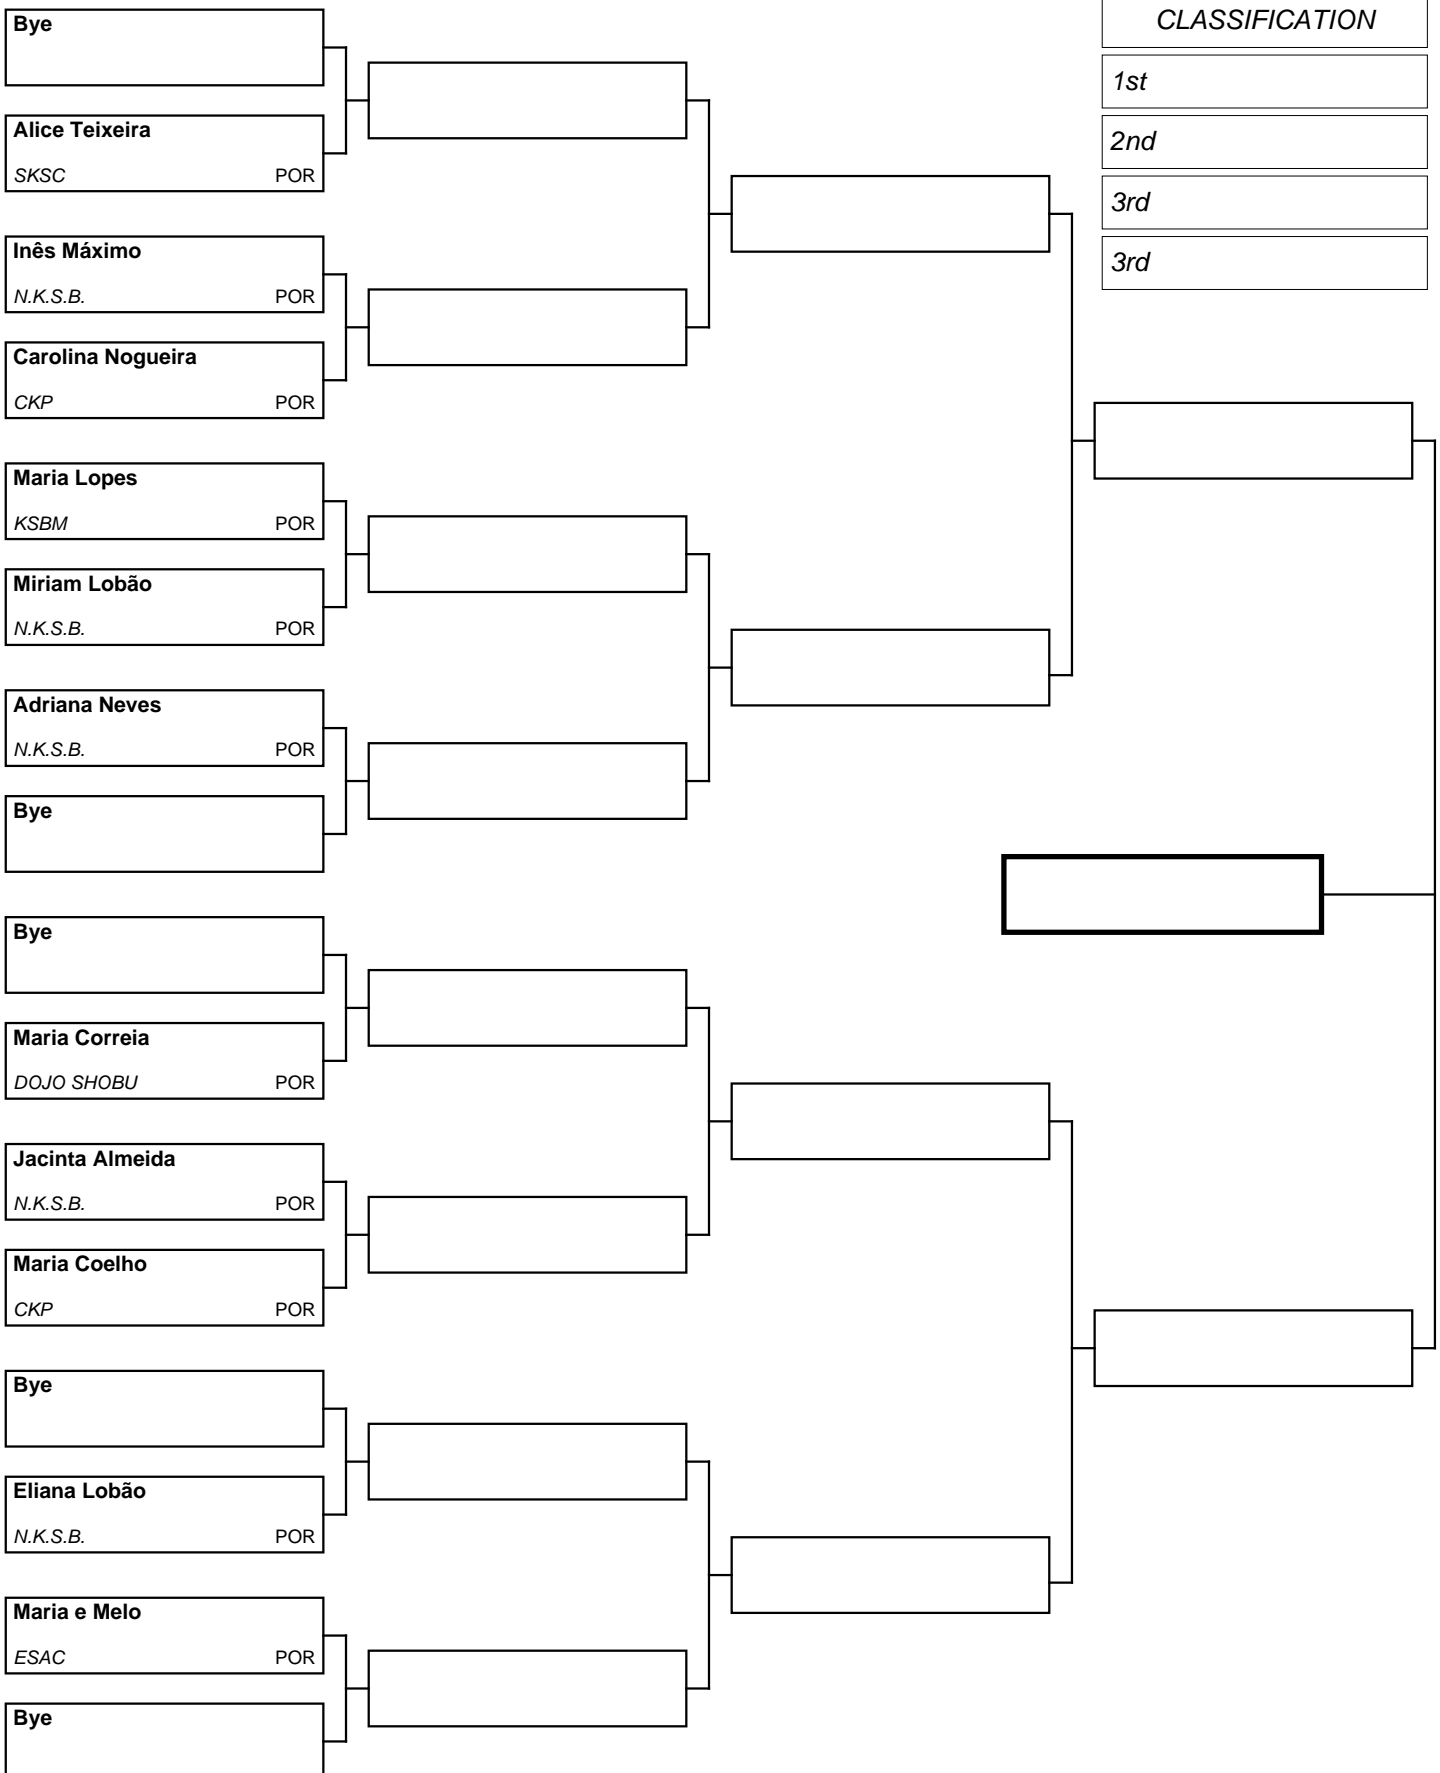 Bye
Alice Teixeira
SKSC POR
Inês Máximo
N.K.S.B. POR
Carolina Nogueira
CKP POR
Maria Lopes
KSBM POR
Miriam Lobão
N.K.S.B. POR
Adriana Neves
N.K.S.B. POR
Bye
Bye
Maria Correia
DOJO SHOBU POR
Jacinta Almeida
N.K.S.B. POR
Maria Coelho
CKP POR
Bye
Eliana Lobão
N.K.S.B. POR
Maria e Melo
ESAC POR
Bye
CLASSIFICATION
1st
2nd
3rd
3rd